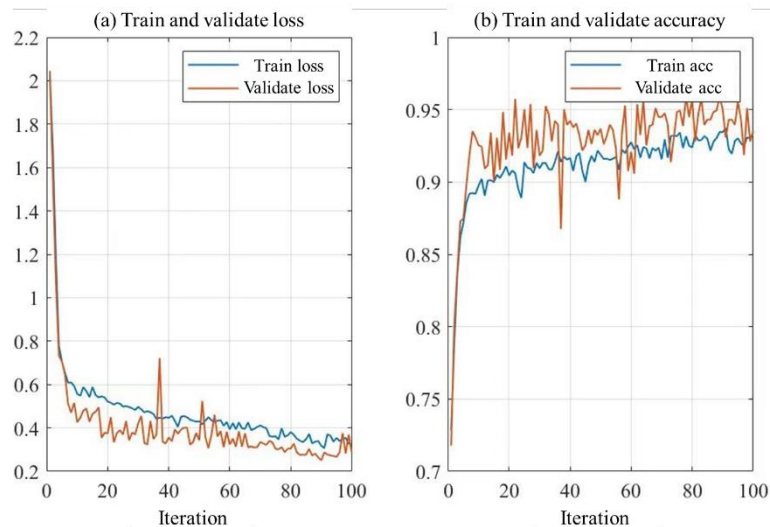 (a) Train and validate loss
2.2
2
1.8
1.6
1.4
1.2
1
0.8
0.6
0.4
0.2
0 20 40 60 80 100
Iteration
Train loss
Validate loss
(b) Train and validate accuracy
1
0.95
0.9
0.85
0.8
0.75
0.7
0 20 40 60 80 100
Iteration
Train acc
Validate acc